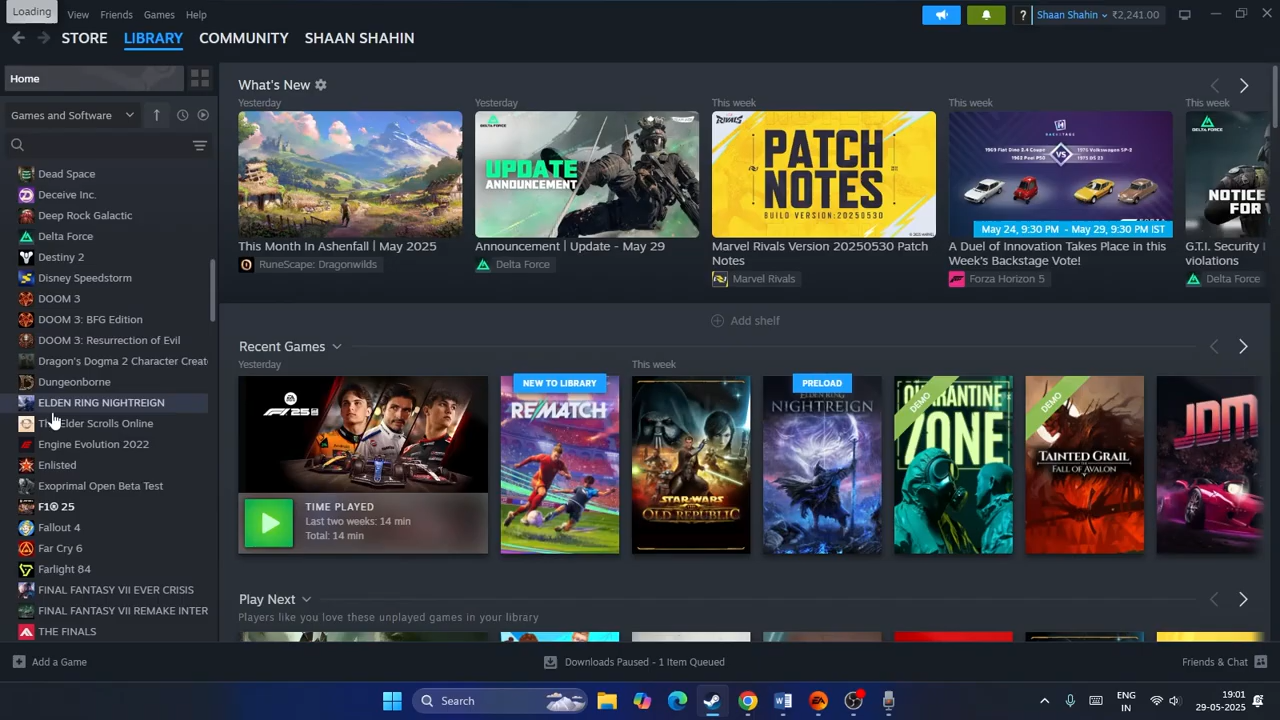 Loading
View
Friends
Games
Help
Shaan Shahin
₹2,241.00
STORE
LIBRARY
COMMUNITY
SHAAN SHAHIN
Home
Games and Software
Dead Space
Deceive Inc.
Deep Rock Galactic
Delta Force
Destiny 2
Disney Speedstorm
DOOM 3
DOOM 3: BFG Edition
DOOM 3: Resurrection of Evil
Dragon's Dogma 2 Character Creat
Dungeonborne
ELDEN RING NIGHTREIGN
The Elder Scrolls Online
Engine Evolution 2022
Enlisted
Exoprimal Open Beta Test
F1® 25
Fallout 4
Far Cry 6
Farlight 84
FINAL FANTASY VII EVER CRISIS
FINAL FANTASY VII REMAKE INTER
THE FINALS
What's New
Yesterday
This Month In Ashenfall | May 2025
RuneScape: Dragonwilds
Yesterday
DELTA FORCE
UPDATE
ANNOUNCEMENT
Announcement | Update - May 29
Delta Force
This week
RIVALS
PATCH
NOTES
BUILD VERSION:20250530
Marvel Rivals Version 20250530 Patch
Notes
Marvel Rivals
This week
BACKSTAGE
VS
May 24, 9:30 PM - May 29, 9:30 PM IST
A Duel of Innovation Takes Place in this
Week's Backstage Vote!
Forza Horizon 5
This week
DELTA FORCE
NOTICE
FOR
G.T.I. Security
violations
Delta Force
Add shelf
Recent Games
Yesterday
F1 25
TIME PLAYED
Last two weeks: 14 min
Total: 14 min
NEW TO LIBRARY
REMATCH
This week
STAR WARS
THE OLD REPUBLIC
PRELOAD
ELDEN RING
NIGHTREIGN
DEMO
QUARANTINE
ZONE
DEMO
TAINTED GRAIL
THE FALL OF AVALON
JDM
Play Next
Players like you love these unplayed games in your library
Add a Game
Downloads Paused - 1 Item Queued
Friends & Chat
Search
ENG
IN
19:01
29-05-2025